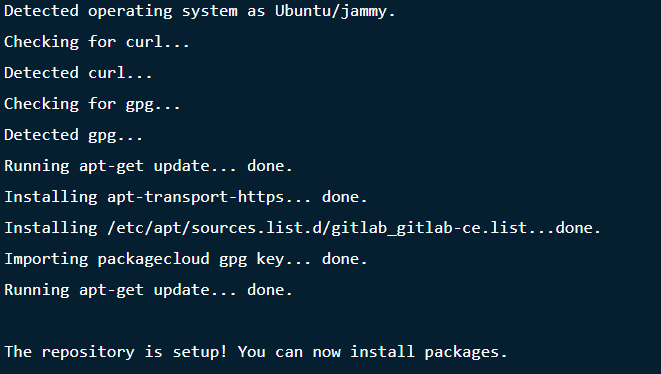 Detected operating system as Ubuntu/jammy.
Checking for curl...
Detected curl...
Checking for gpg...
Detected gpg...
Running apt-get update... done.
Installing apt-transport-https... done.
Installing /etc/apt/sources.list.d/gitlab_gitlab-ce.list...done.
Importing packagecloud gpg key... done.
Running apt-get update... done.
The repository is setup! You can now install packages.